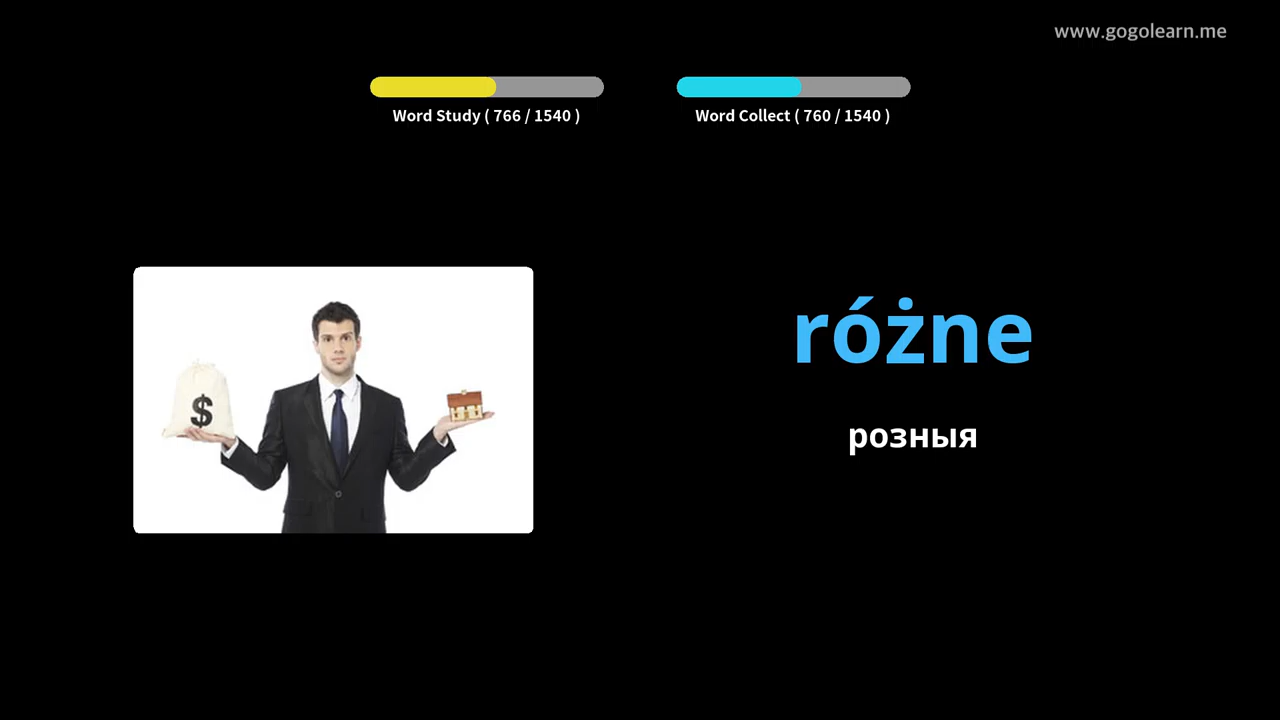 www.gogolearn.me
Word Study ( 766 / 1540 )
Word Collect ( 760 / 1540 )
$
różne
розныя